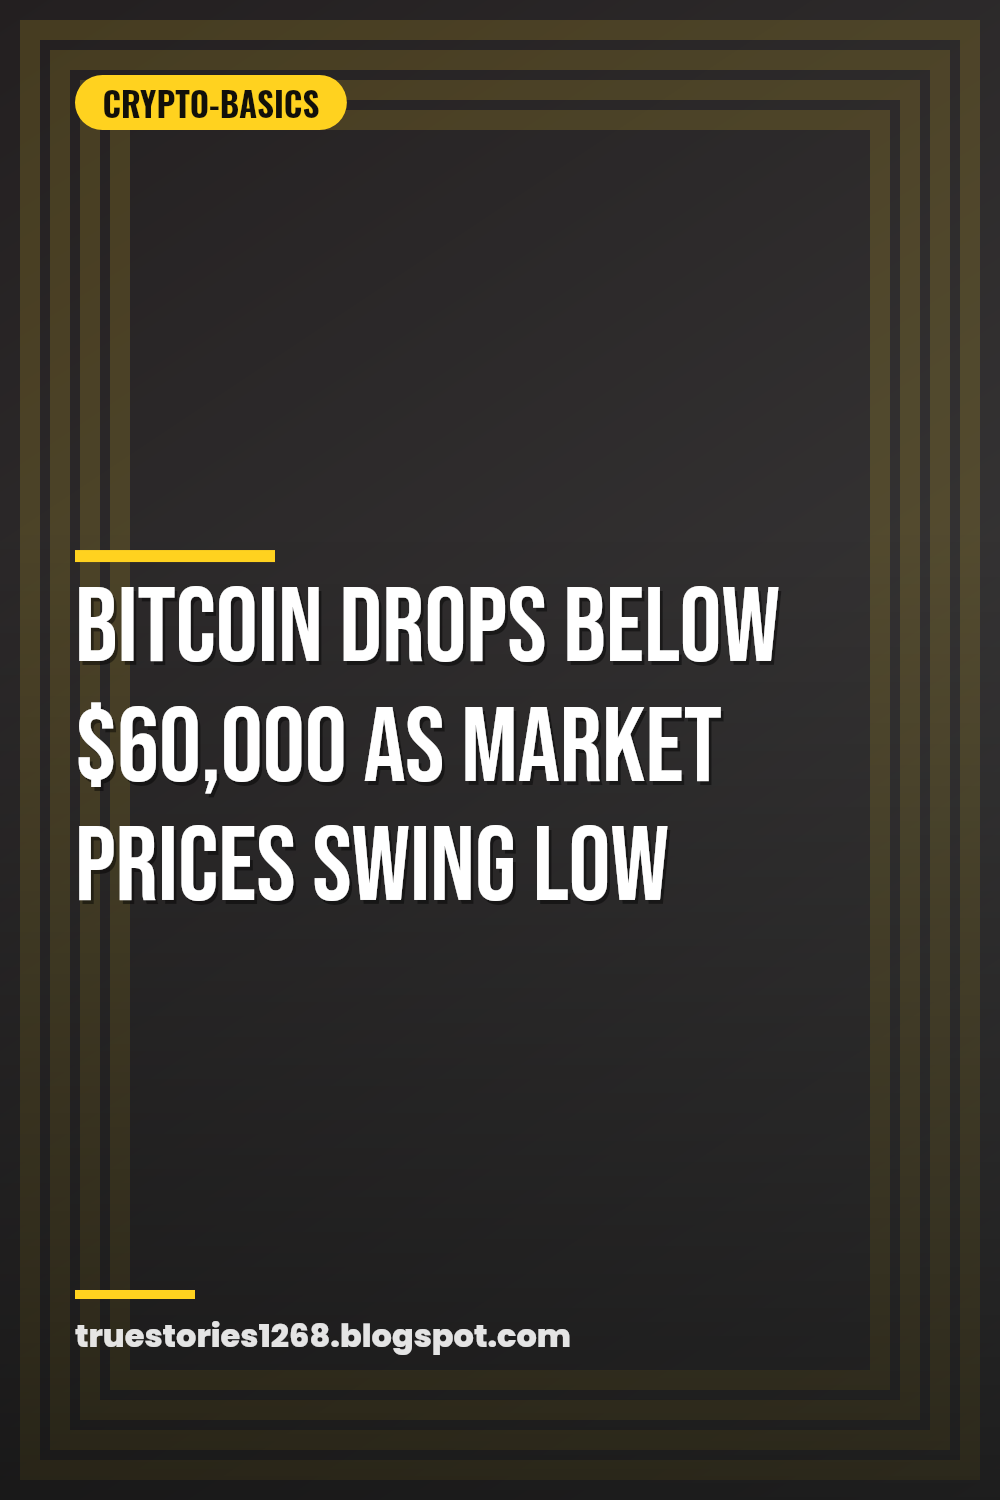 CRYPTO-BASICS
BITCOIN DROPS BELOW
$60,000 AS MARKET
PRICES SWING LOW
truestories1268.blogspot.com